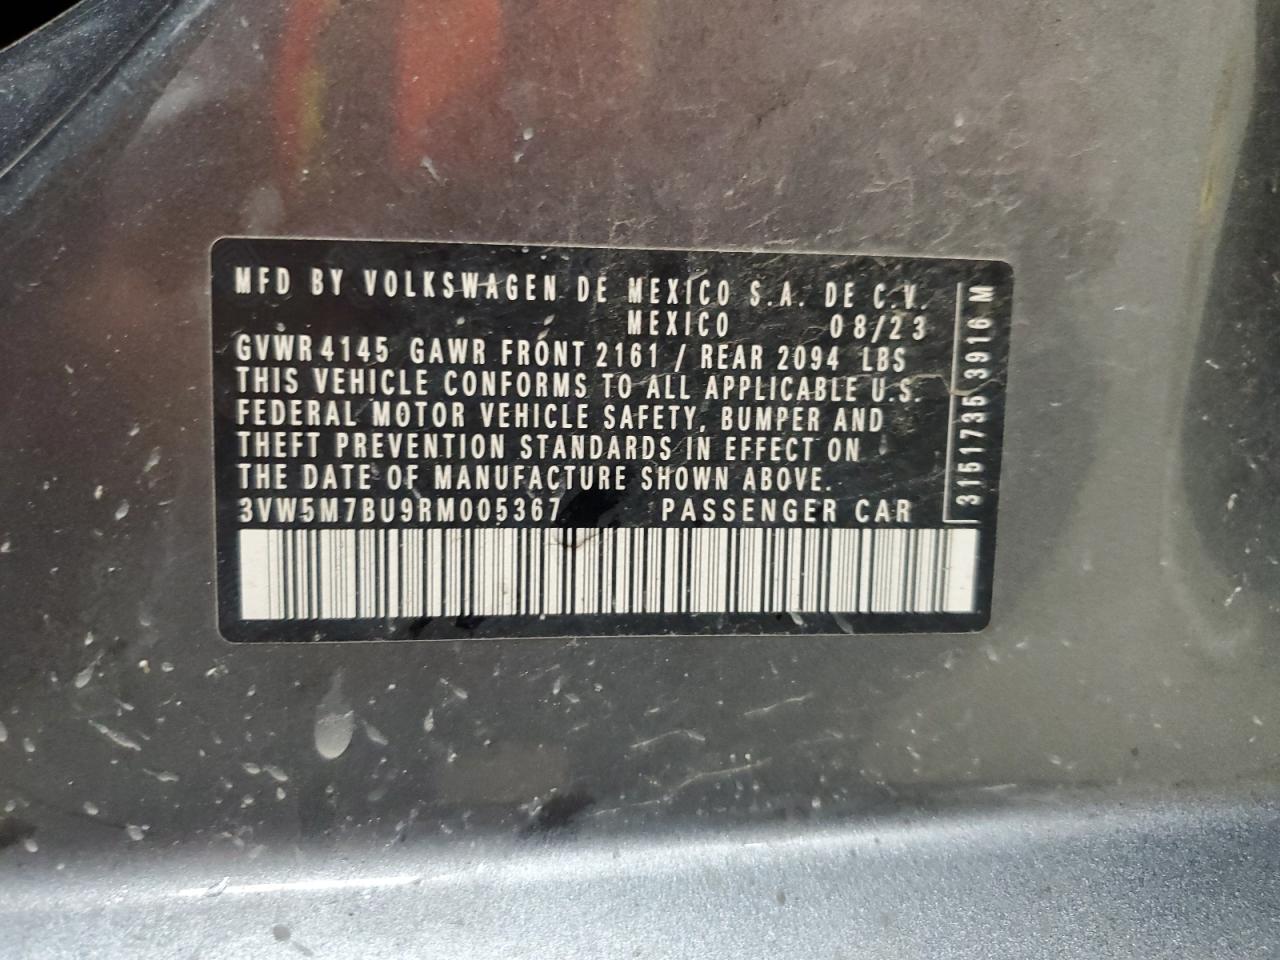 MFD BY VOLKSWAGEN DE MEXICO S.A. DE C.V.
MEXICO 08/23
GVWR 4145 GAWR FRONT 2161 / REAR 2094 LBS
THIS VEHICLE CONFORMS TO ALL APPLICABLE U.S.
FEDERAL MOTOR VEHICLE SAFETY, BUMPER AND
THEFT PREVENTION STANDARDS IN EFFECT ON
THE DATE OF MANUFACTURE SHOWN ABOVE.
3VW5M7BU9RM005367 PASSENGER CAR
3151735 3916 M